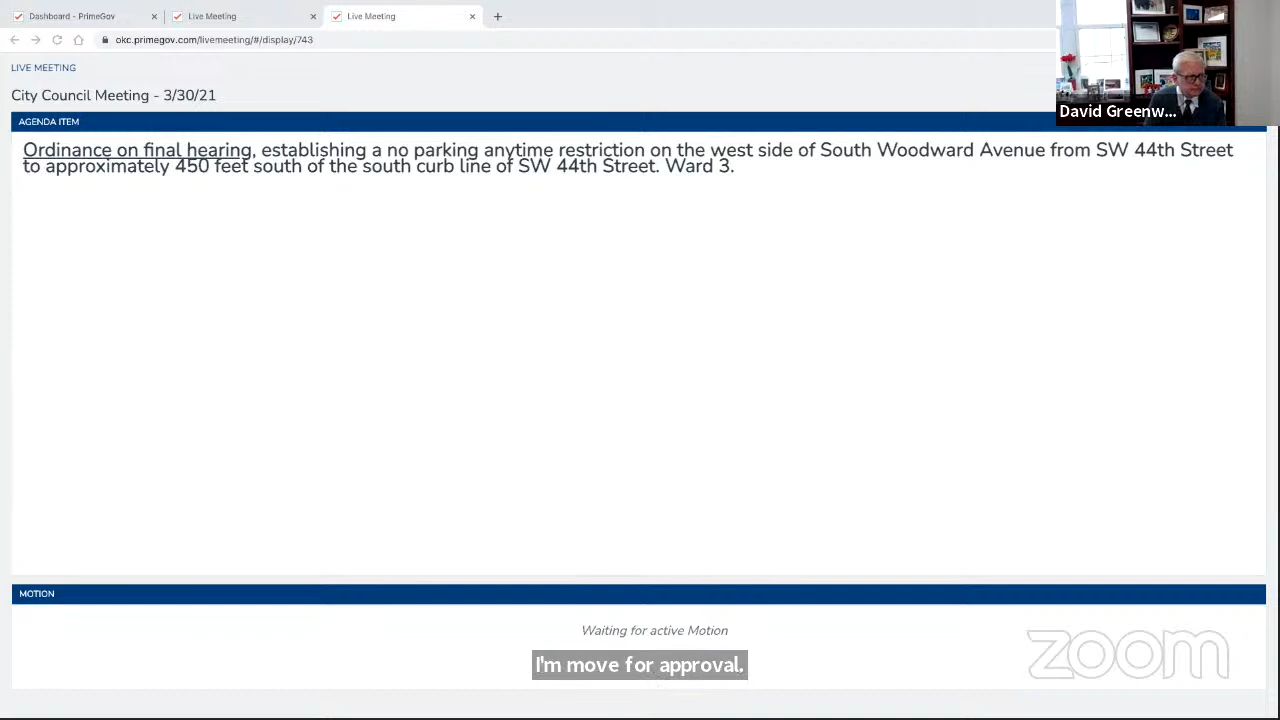 Dashboard - PrimeGov
Live Meeting
Live Meeting
okc.primegov.com/livemeeting/#/display/743
LIVE MEETING
City Council Meeting - 3/30/21
David Greenw...
AGENDA ITEM
Ordinance on final hearing, establishing a no parking anytime restriction on the west side of South Woodward Avenue from SW 44th Street
to approximately 450 feet south of the south curb line of SW 44th Street. Ward 3.
MOTION
Waiting for active Motion
I'm move for approval.
zoom